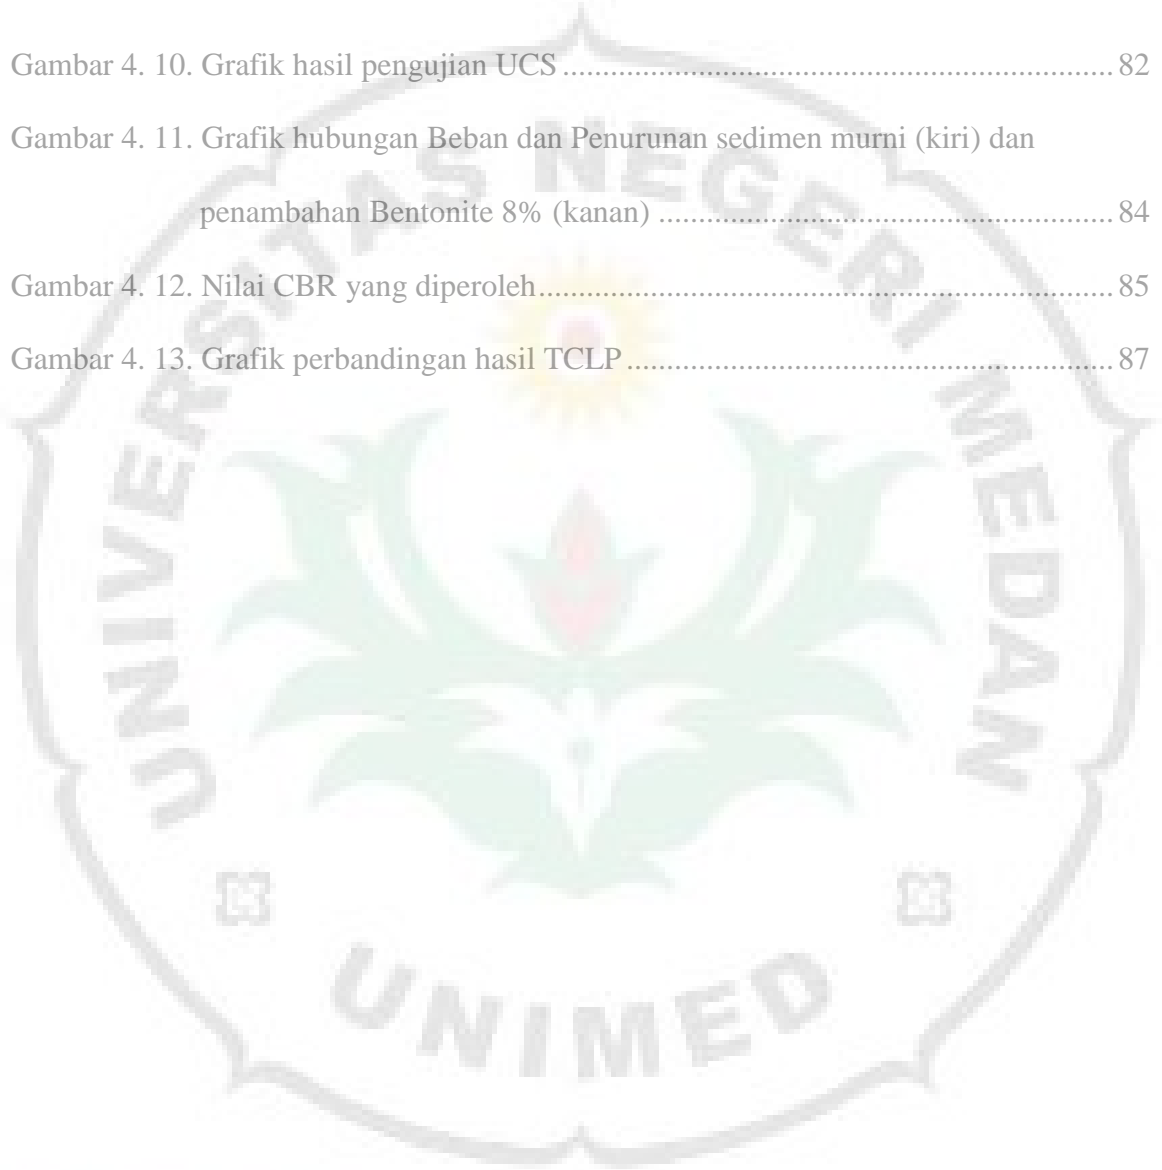 Gambar 4. 10. Grafik hasil pengujian UCS ..................................................................... 82
Gambar 4. 11. Grafik hubungan Beban dan Penurunan sedimen murni (kiri) dan
penambahan Bentonite 8% (kanan) ......................................................... 84
Gambar 4. 12. Nilai CBR yang diperoleh........................................................................ 85
Gambar 4. 13. Grafik perbandingan hasil TCLP ............................................................. 87
UNIVERSITAS NEGERI MEDAN
UNIMED